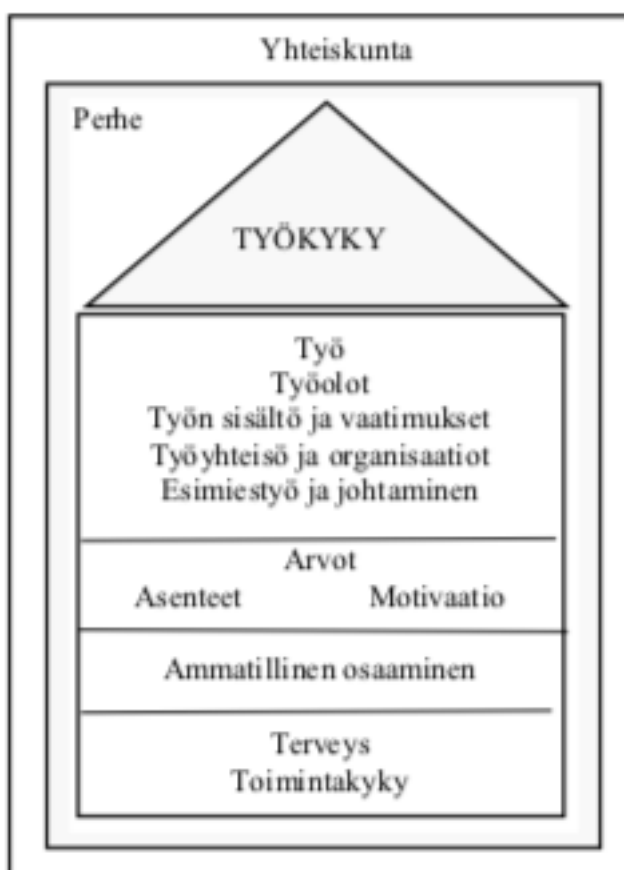 Yhteiskunta
Perhe
TYÖKYKY
Työ
Työolot
Työn sisältö ja vaatimukset
Työyhteisö ja organisaatiot
Esimiestyö ja johtaminen
Arvot
Asenteet Motivaatio
Ammatillinen osaaminen
Terveys
Toimintakyky